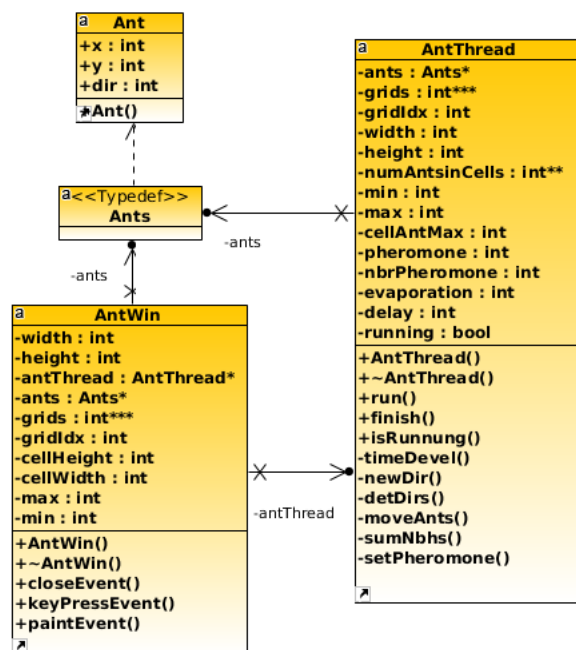 a
Ant
+x : int
+y : int
+dir : int
+Ant()
a
<<Typedef>>
Ants
-ants
-ants
a
AntWin
-width : int
-height : int
-antThread : AntThread*
-ants : Ants*
-grids : int***
-gridIdx : int
-cellHeight : int
-cellWidth : int
-max : int
-min : int
+AntWin()
+~AntWin()
+closeEvent()
+keyPressEvent()
+paintEvent()
-antThread
a
AntThread
-ants : Ants*
-grids : int***
-gridIdx : int
-width : int
-height : int
-numAntsinCells : int**
-min : int
-max : int
-cellAntMax : int
-pheromone : int
-nbrPheromone : int
-evaporation : int
-delay : int
-running : bool
+AntThread()
+~AntThread()
+run()
+finish()
+isRunnung()
-timeDevel()
-newDir()
-detDirs()
-moveAnts()
-sumNbhs()
-setPheromone()